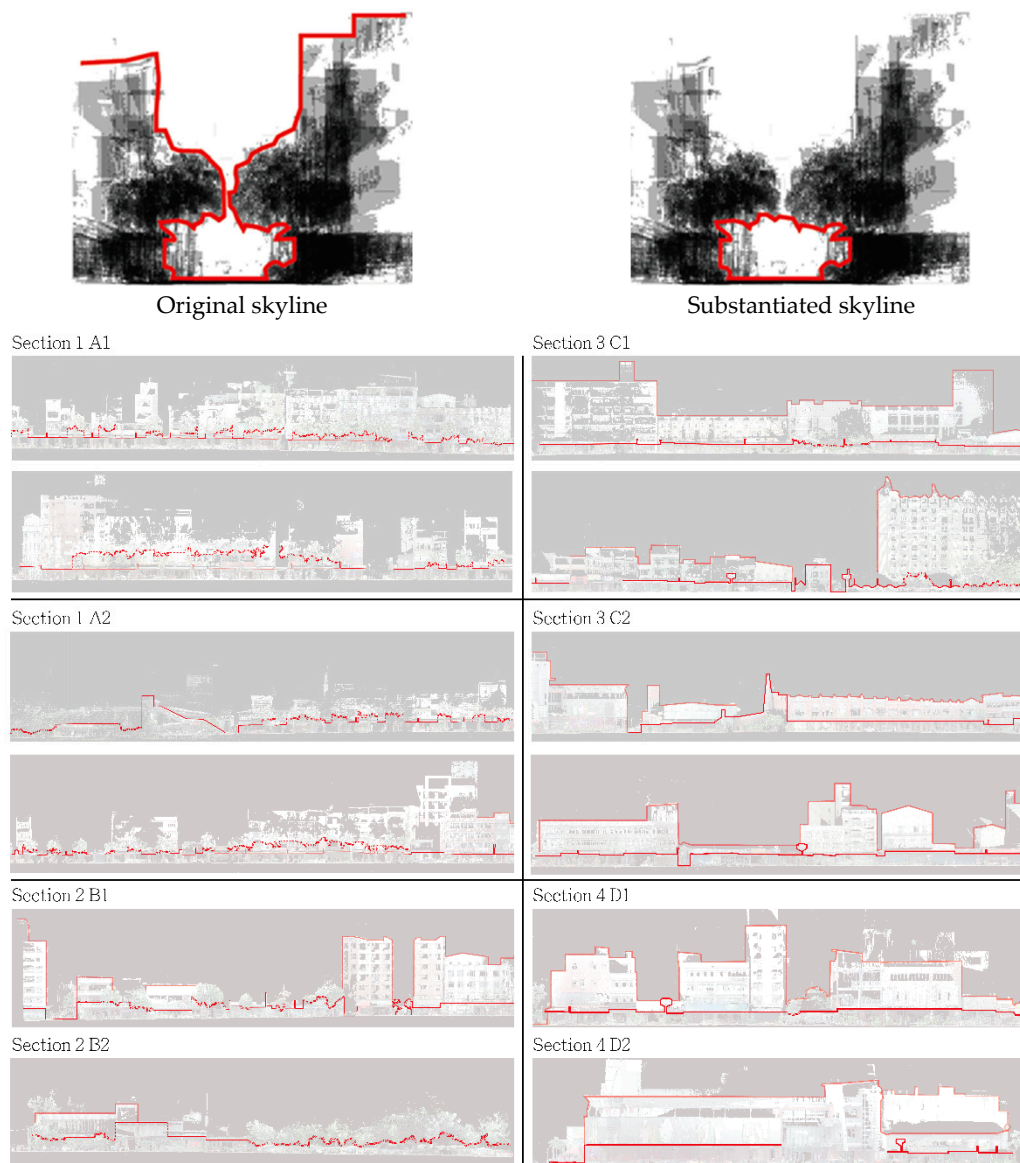 Original skyline
Substantiated skyline
Section 1 A1
Section 3 C1
Section 1 A2
Section 3 C2
Section 2 B1
Section 4 D1
Section 2 B2
Section 4 D2